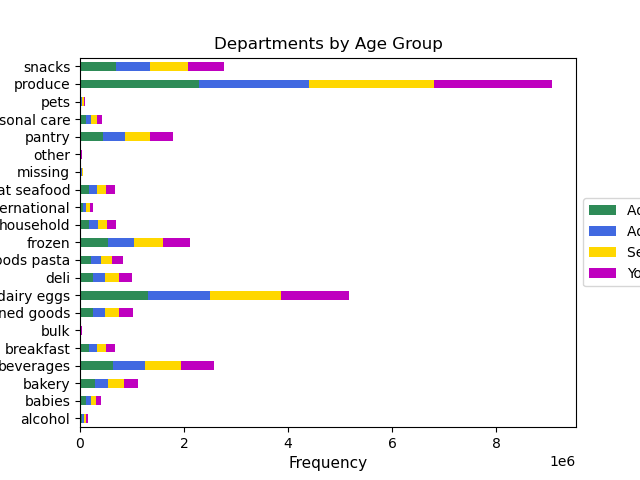 Departments by Age Group
snacks
produce
pets
sonal care
pantry
other
missing
at seafood
ernational
household
frozen
oods pasta
deli
dairy eggs
ned goods
bulk
breakfast
beverages
bakery
babies
alcohol
0 2 4 6 8
1e6
Frequency
Ad
Ad
Se
Yo